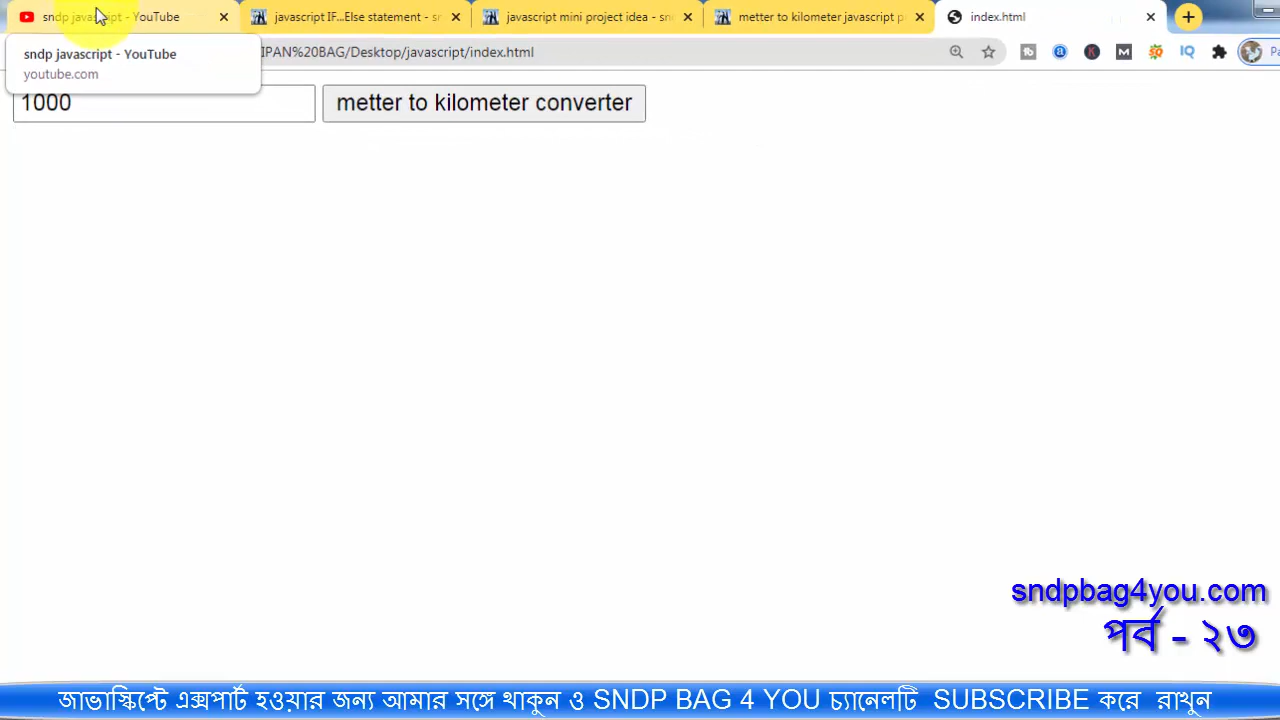 sndp javascript - YouTube
javascript IF...Else statement - sn
javascript mini project idea - snd
metter to kilometer javascript p
index.html
sndp javascript - YouTube
youtube.com
IPAN%20BAG/Desktop/javascript/index.html
1000
metter to kilometer converter
sndpbag4you.com
পর্ব - ২৩
জাভাস্কিপ্টে এক্সপার্ট হওয়ার জন্য আমার সঙ্গে থাকুন ও SNDP BAG 4 YOU চ্যানেলটি SUBSCRIBE করে রাখুন